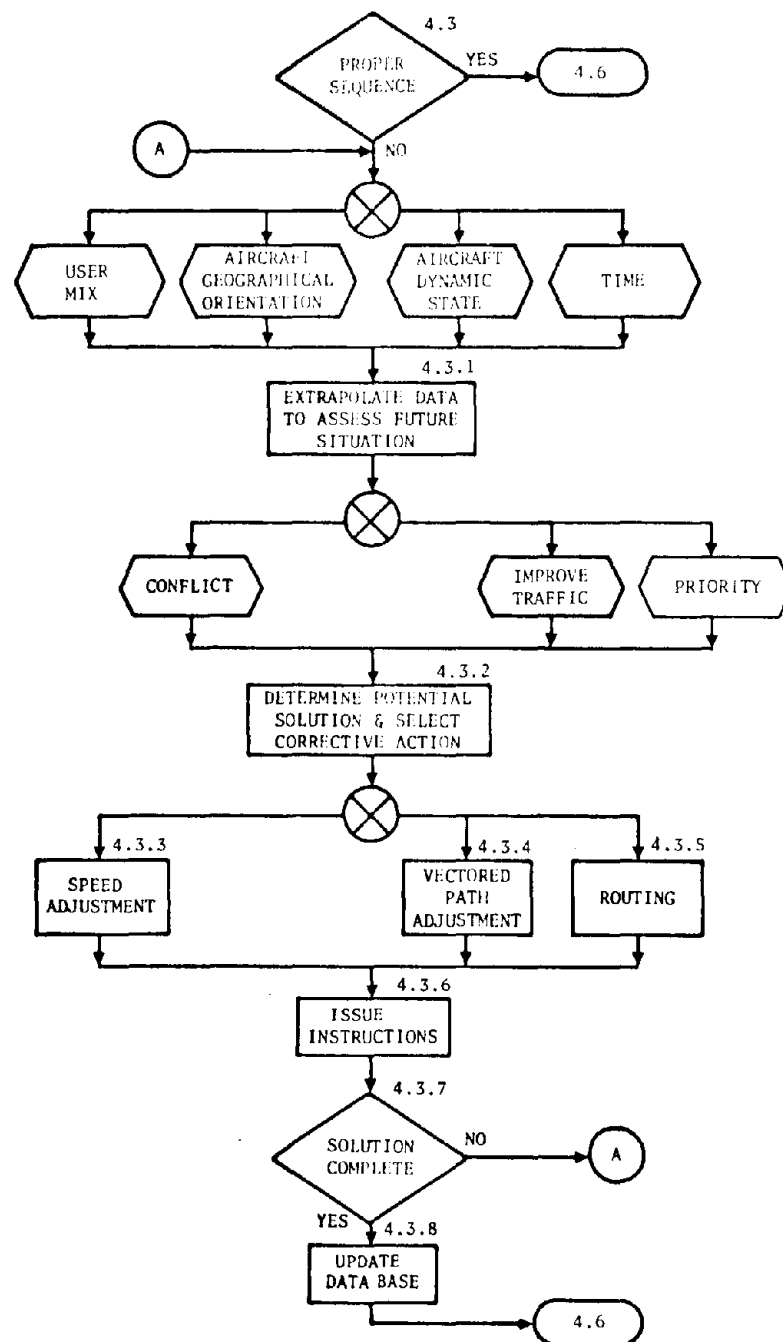 4.3
PROPER
SEQUENCE
YES
4.6
A
NO
USER
MIX
AIRCRAFT
GEOGRAPHICAL
ORIENTATION
AIRCRAFT
DYNAMIC
STATE
TIME
4.3.1
EXTRAPOLATE DATA
TO ASSESS FUTURE
SITUATION
CONFLICT
IMPROVE
TRAFFIC
PRIORITY
4.3.2
DETERMINE POTENTIAL
SOLUTION & SELECT
CORRECTIVE ACTION
4.3.3
SPEED
ADJUSTMENT
4.3.4
VECTORED
PATH
ADJUSTMENT
4.3.5
ROUTING
4.3.6
ISSUE
INSTRUCTIONS
4.3.7
SOLUTION
COMPLETE
NO
A
YES
4.3.8
UPDATE
DATA BASE
4.6